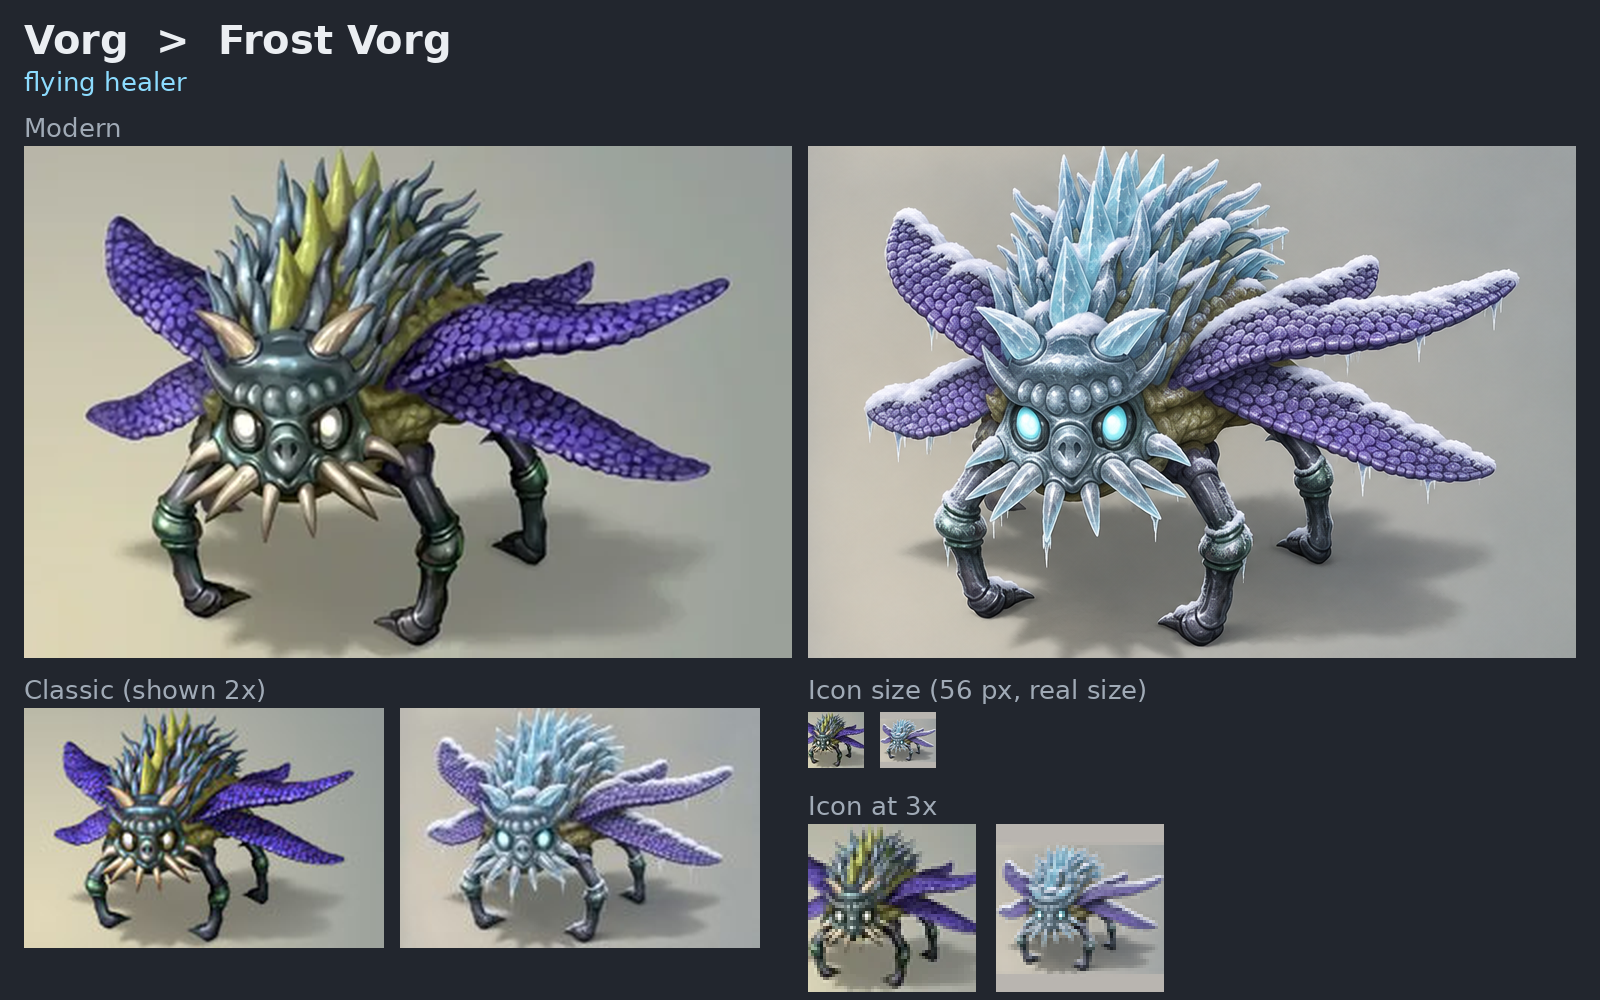 Vorg > Frost Vorg
flying healer
Modern
Classic (shown 2x)
Icon size (56 px, real size)
Icon at 3x